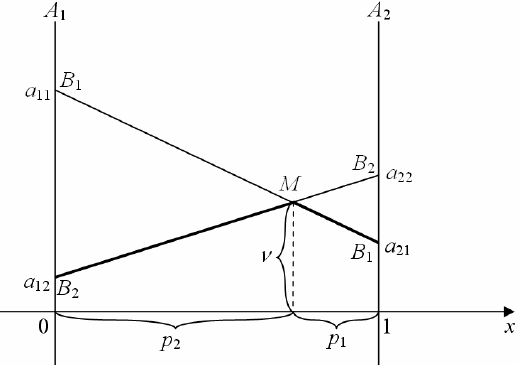 A₁ A₂
B₁
a₁₁
B₂
M a₂₂
ν B₁ a₂₁
a₁₂ B₂
0 1 x
p₂ p₁